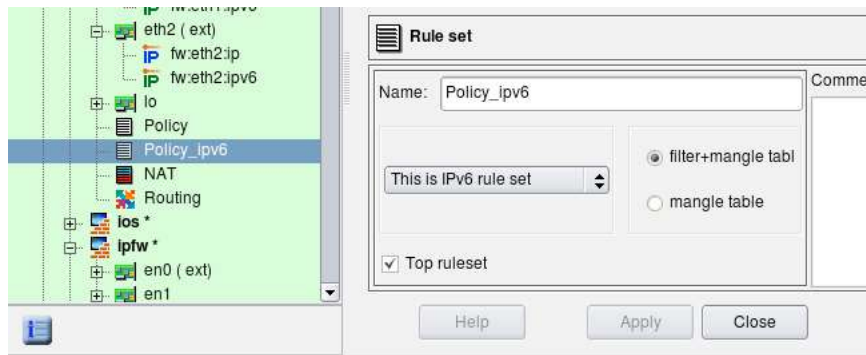 eth2 ( ext)
IP fw:eth2:ip
IP fw:eth2:ipv6
lo
Policy
Policy_ipv6
NAT
Routing
ios *
ipfw *
en0 ( ext)
en1
Rule set
Name: Policy_ipv6
Comme
This is IPv6 rule set
filter+mangle tabl
mangle table
Top ruleset
Help
Apply
Close